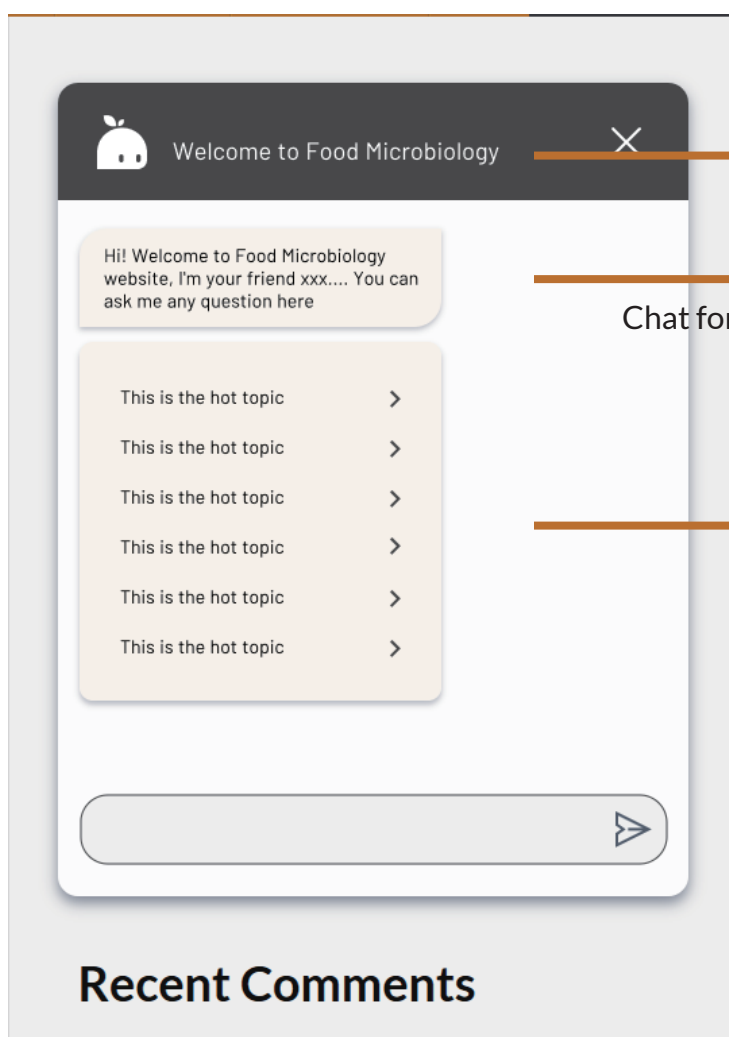 Welcome to Food Microbiology
Hi! Welcome to Food Microbiology
website, I'm your friend xxx.... You can
ask me any question here
Chat for
This is the hot topic
This is the hot topic
This is the hot topic
This is the hot topic
This is the hot topic
This is the hot topic
Recent Comments